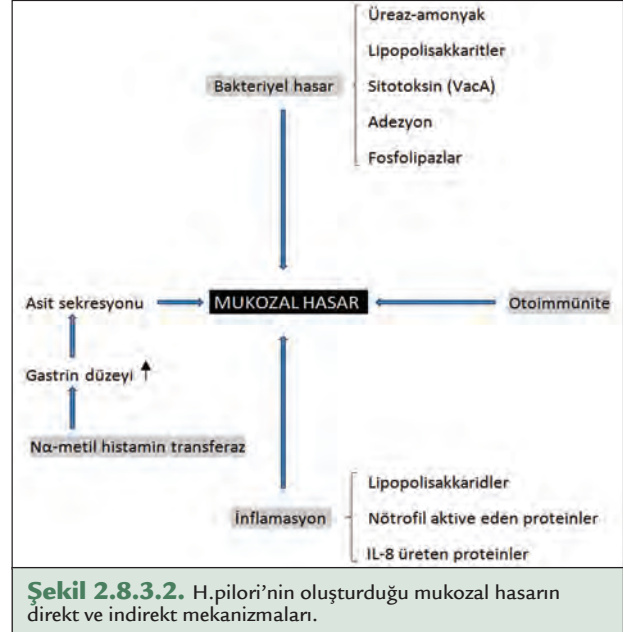 Üreaz-amonyak
Lipopolisakkaritler
Bakteriyel hasar
Sitotoksin (VacA)
Adezyon
Fosfolipazlar
Asit sekresyonu
MUKOZAL HASAR
Otoimmünite
Gastrin düzeyi
Nα-metil histamin transferaz
Lipopolisakkaridler
İnflamasyon
Nötrofil aktive eden proteinler
IL-8 üreten proteinler
Şekil 2.8.3.2. H.pilori’nin oluşturduğu mukozal hasarın
direkt ve indirekt mekanizmaları.